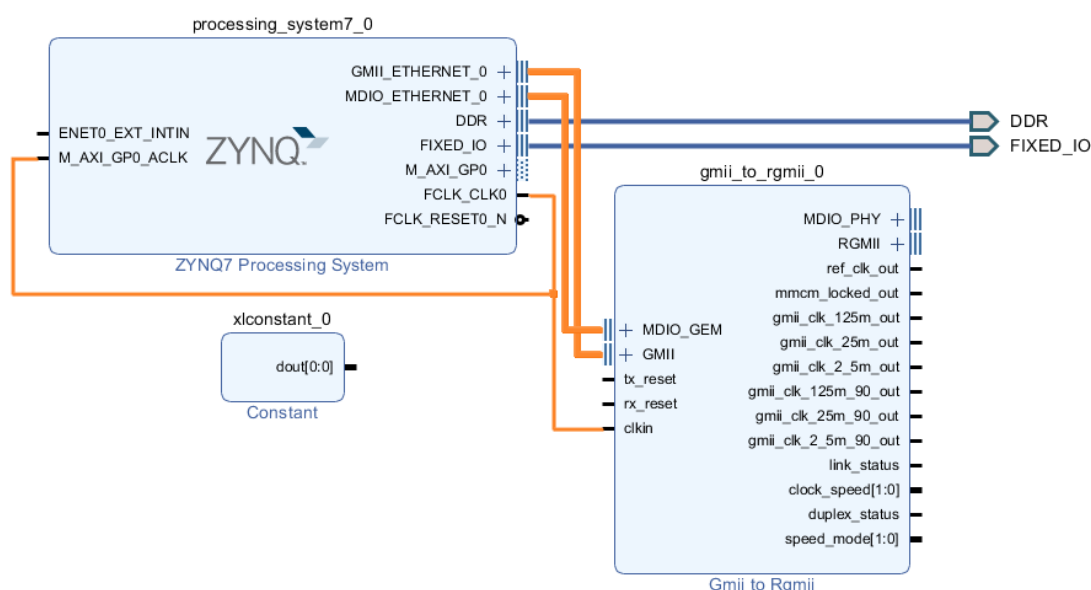 processing_system7_0
GMII_ETHERNET_0
MDIO_ETHERNET_0
DDR
FIXED_IO
M_AXI_GP0
FCLK_CLK0
FCLK_RESET0_N
ENET0_EXT_INTIN
M_AXI_GP0_ACLK
ZYNQ
ZYNQ7 Processing System
DDR
FIXED_IO
xlconstant_0
dout[0:0]
Constant
gmii_to_rgmii_0
MDIO_GEM
GMII
tx_reset
rx_reset
clkin
MDIO_PHY
RGMII
ref_clk_out
mmcm_locked_out
gmii_clk_125m_out
gmii_clk_25m_out
gmii_clk_2_5m_out
gmii_clk_125m_90_out
gmii_clk_25m_90_out
gmii_clk_2_5m_90_out
link_status
clock_speed[1:0]
duplex_status
speed_mode[1:0]
Gmii to Rgmii